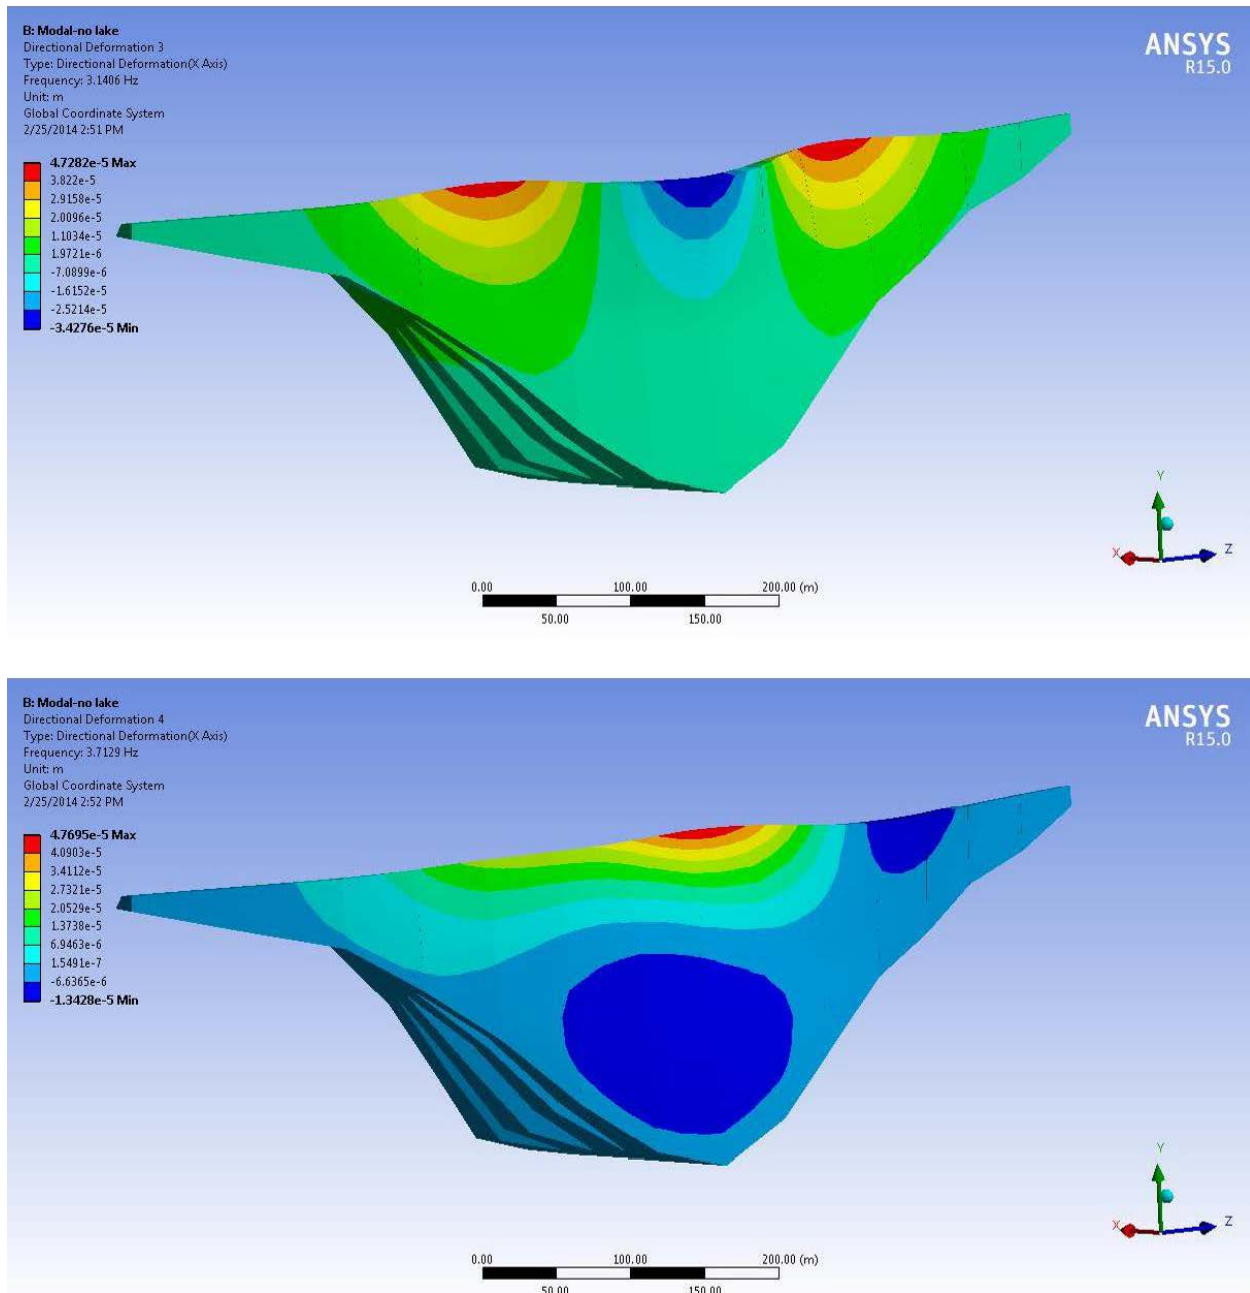 B: Modal-no lake
Directional Deformation 3
Type: Directional Deformation(X Axis)
Frequency: 3.1406 Hz
Unit: m
Global Coordinate System
2/25/2014 2:51 PM
ANSYS
R15.0
4.7282e-5 Max
3.822e-5
2.9158e-5
2.0096e-5
1.1034e-5
1.9721e-6
-7.0899e-6
-1.6152e-5
-2.5214e-5
-3.4276e-5 Min
Y
X
Z
0.00 100.00 200.00 (m)
50.00 150.00
B: Modal-no lake
Directional Deformation 4
Type: Directional Deformation(X Axis)
Frequency: 3.7129 Hz
Unit: m
Global Coordinate System
2/25/2014 2:52 PM
ANSYS
R15.0
4.7695e-5 Max
4.0903e-5
3.4112e-5
2.7321e-5
2.0529e-5
1.3738e-5
6.9463e-6
1.5491e-7
-6.6365e-6
-1.3428e-5 Min
Y
X
Z
0.00 100.00 200.00 (m)
50.00 150.00